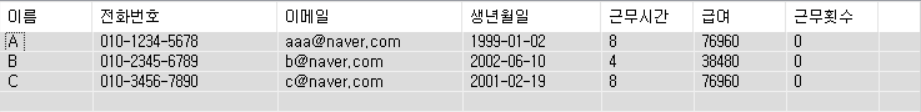 이름 전화번호 이메일 생년월일 근무시간 급여 근무횟수
A 010-1234-5678 aaa@naver,com 1999-01-02 8 76960 0
B 010-2345-6789 b@naver,com 2002-06-10 4 38480 0
C 010-3456-7890 c@naver,com 2001-02-19 8 76960 0